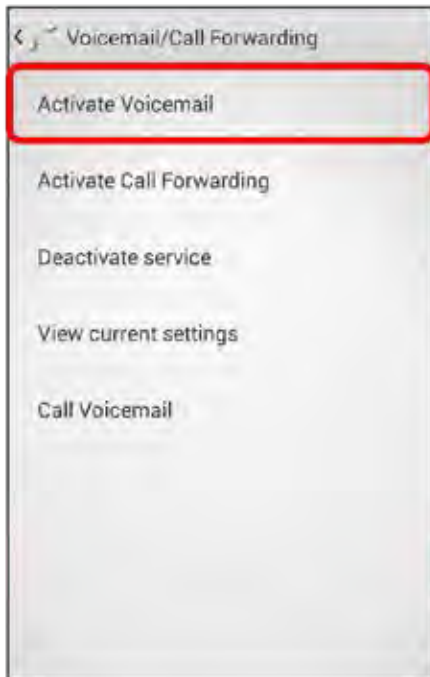 Voicemail/Call Forwarding
Activate Voicemail
Activate Call Forwarding
Deactivate service
View current settings
Call Voicemail